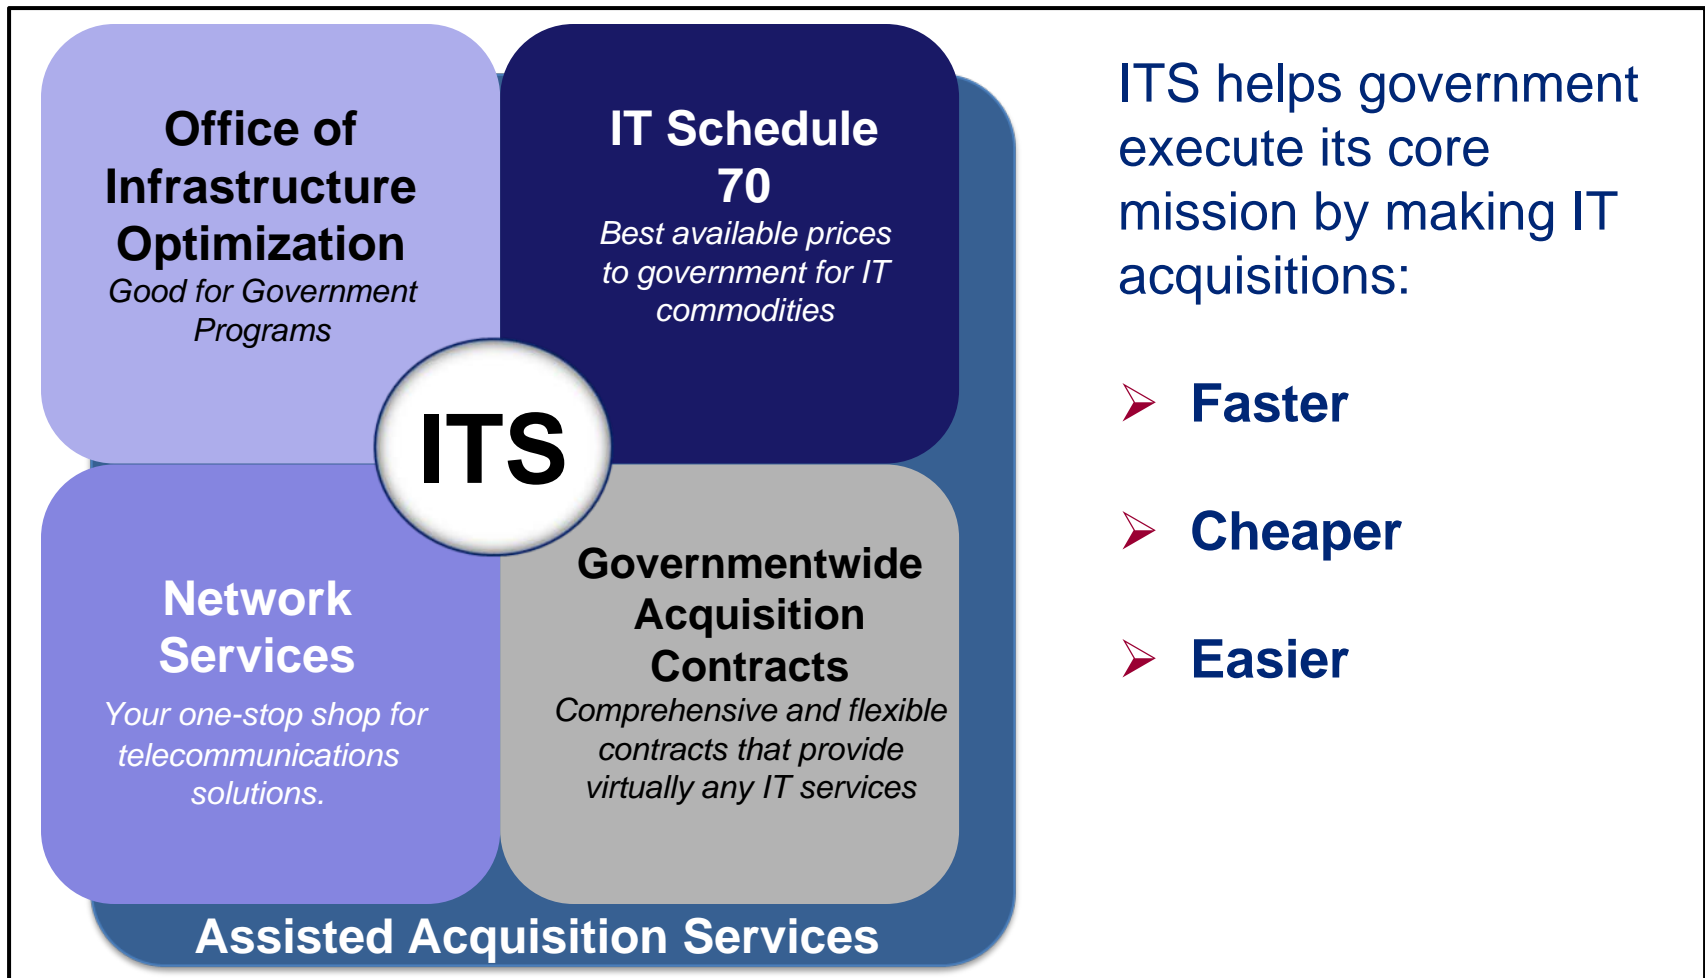 Office of
Infrastructure
Optimization
Good for Government
Programs
IT Schedule
70
Best available prices
to government for IT
commodities
ITS
Network
Services
Your one-stop shop for
telecommunications
solutions.
Governmentwide
Acquisition
Contracts
Comprehensive and flexible
contracts that provide
virtually any IT services
Assisted Acquisition Services
ITS helps government
execute its core
mission by making IT
acquisitions:
➢ Faster
➢ Cheaper
➢ Easier